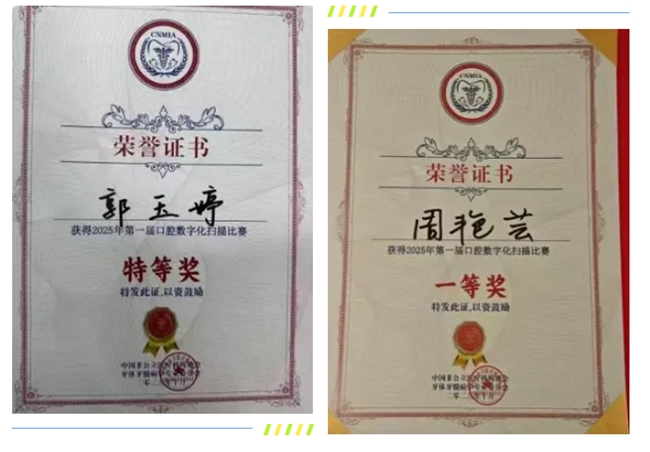 CNMIA
荣誉证书
郭玉婷
获得2025年第一届口腔数字化扫描比赛
特等奖
特发此证,以资鼓励
CNMIA
荣誉证书
周艳芸
获得2025年第一届口腔数字化扫描比赛
一等奖
特发此证,以资鼓励